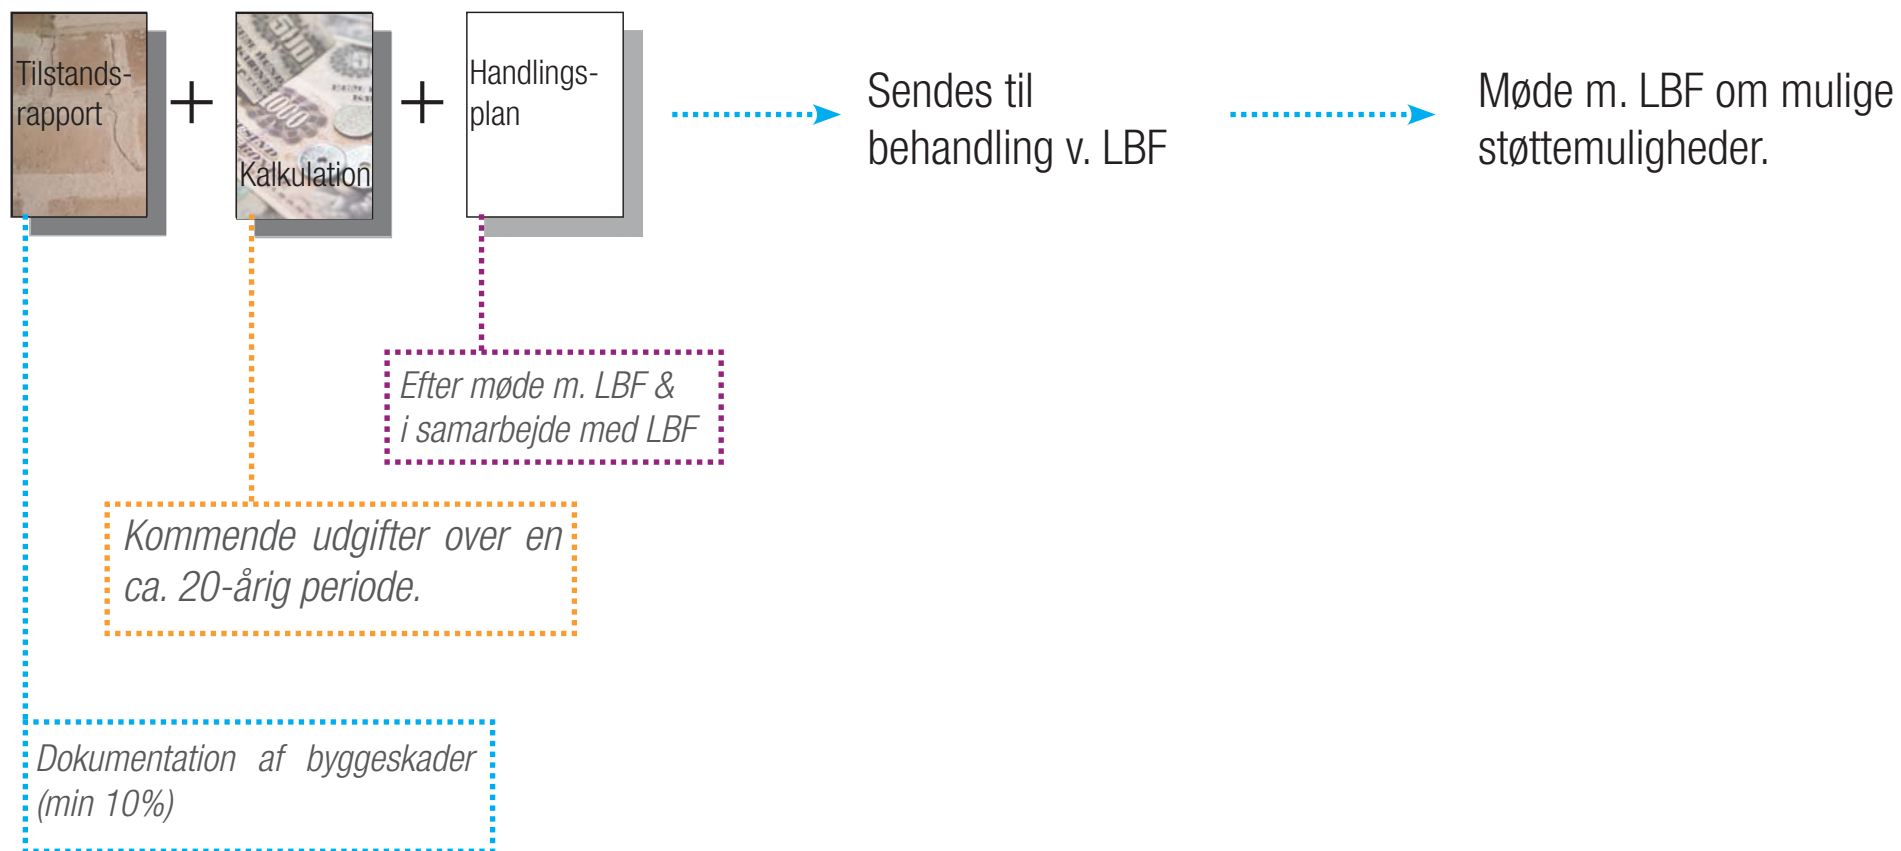 Tilstands-
rapport
+
Kalkulation
+
Handlings-
plan
Sendes til
behandling v. LBF
Møde m. LBF om mulige
støttemuligheder.
Efter møde m. LBF &
i samarbejde med LBF
Kommende udgifter over en
ca. 20-årig periode.
Dokumentation af byggeskader
(min 10%)